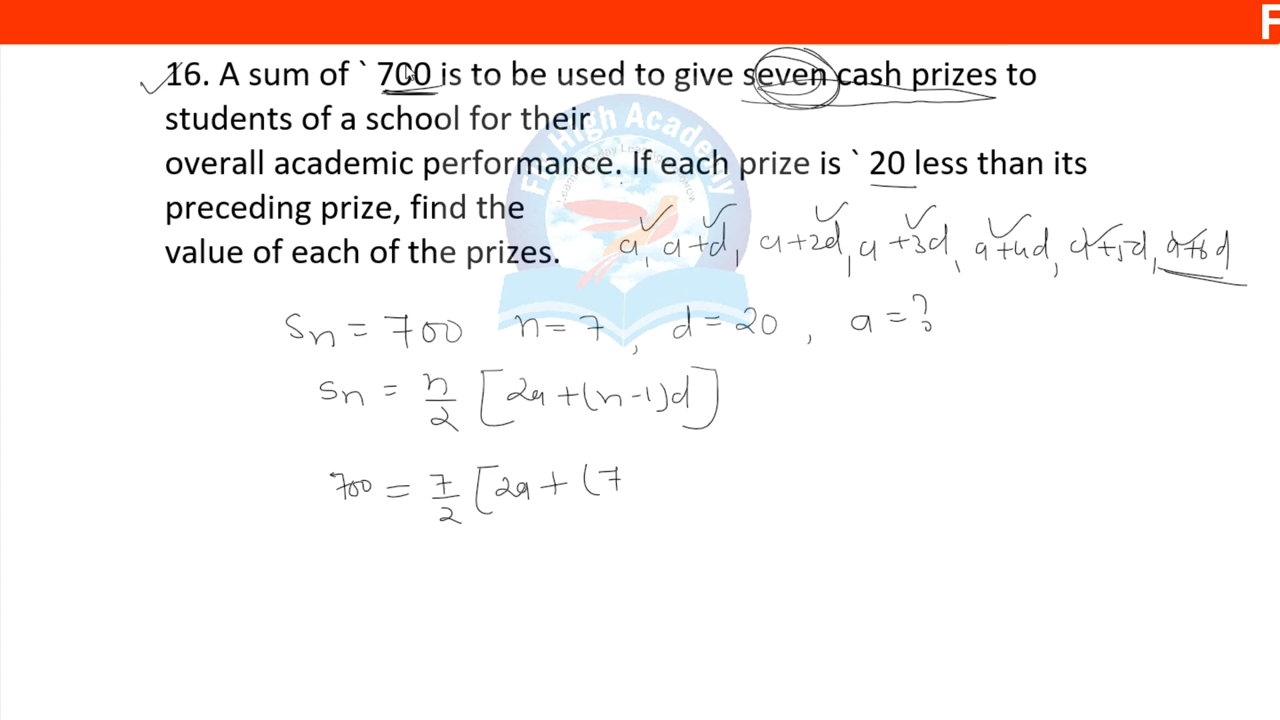 F
16. A sum of ` 700 is to be used to give seven cash prizes to
students of a school for their
overall academic performance. If each prize is ` 20 less than its
preceding prize, find the
value of each of the prizes.
a, a+d, a+2d, a+3d, a+4d, a+5d, a+6d
Sn = 700 n = 7, d = 20, a = ?
Sn = n/2 [2a + (n-1)d]
700 = 7/2 [2a + (7
Fly High Academy